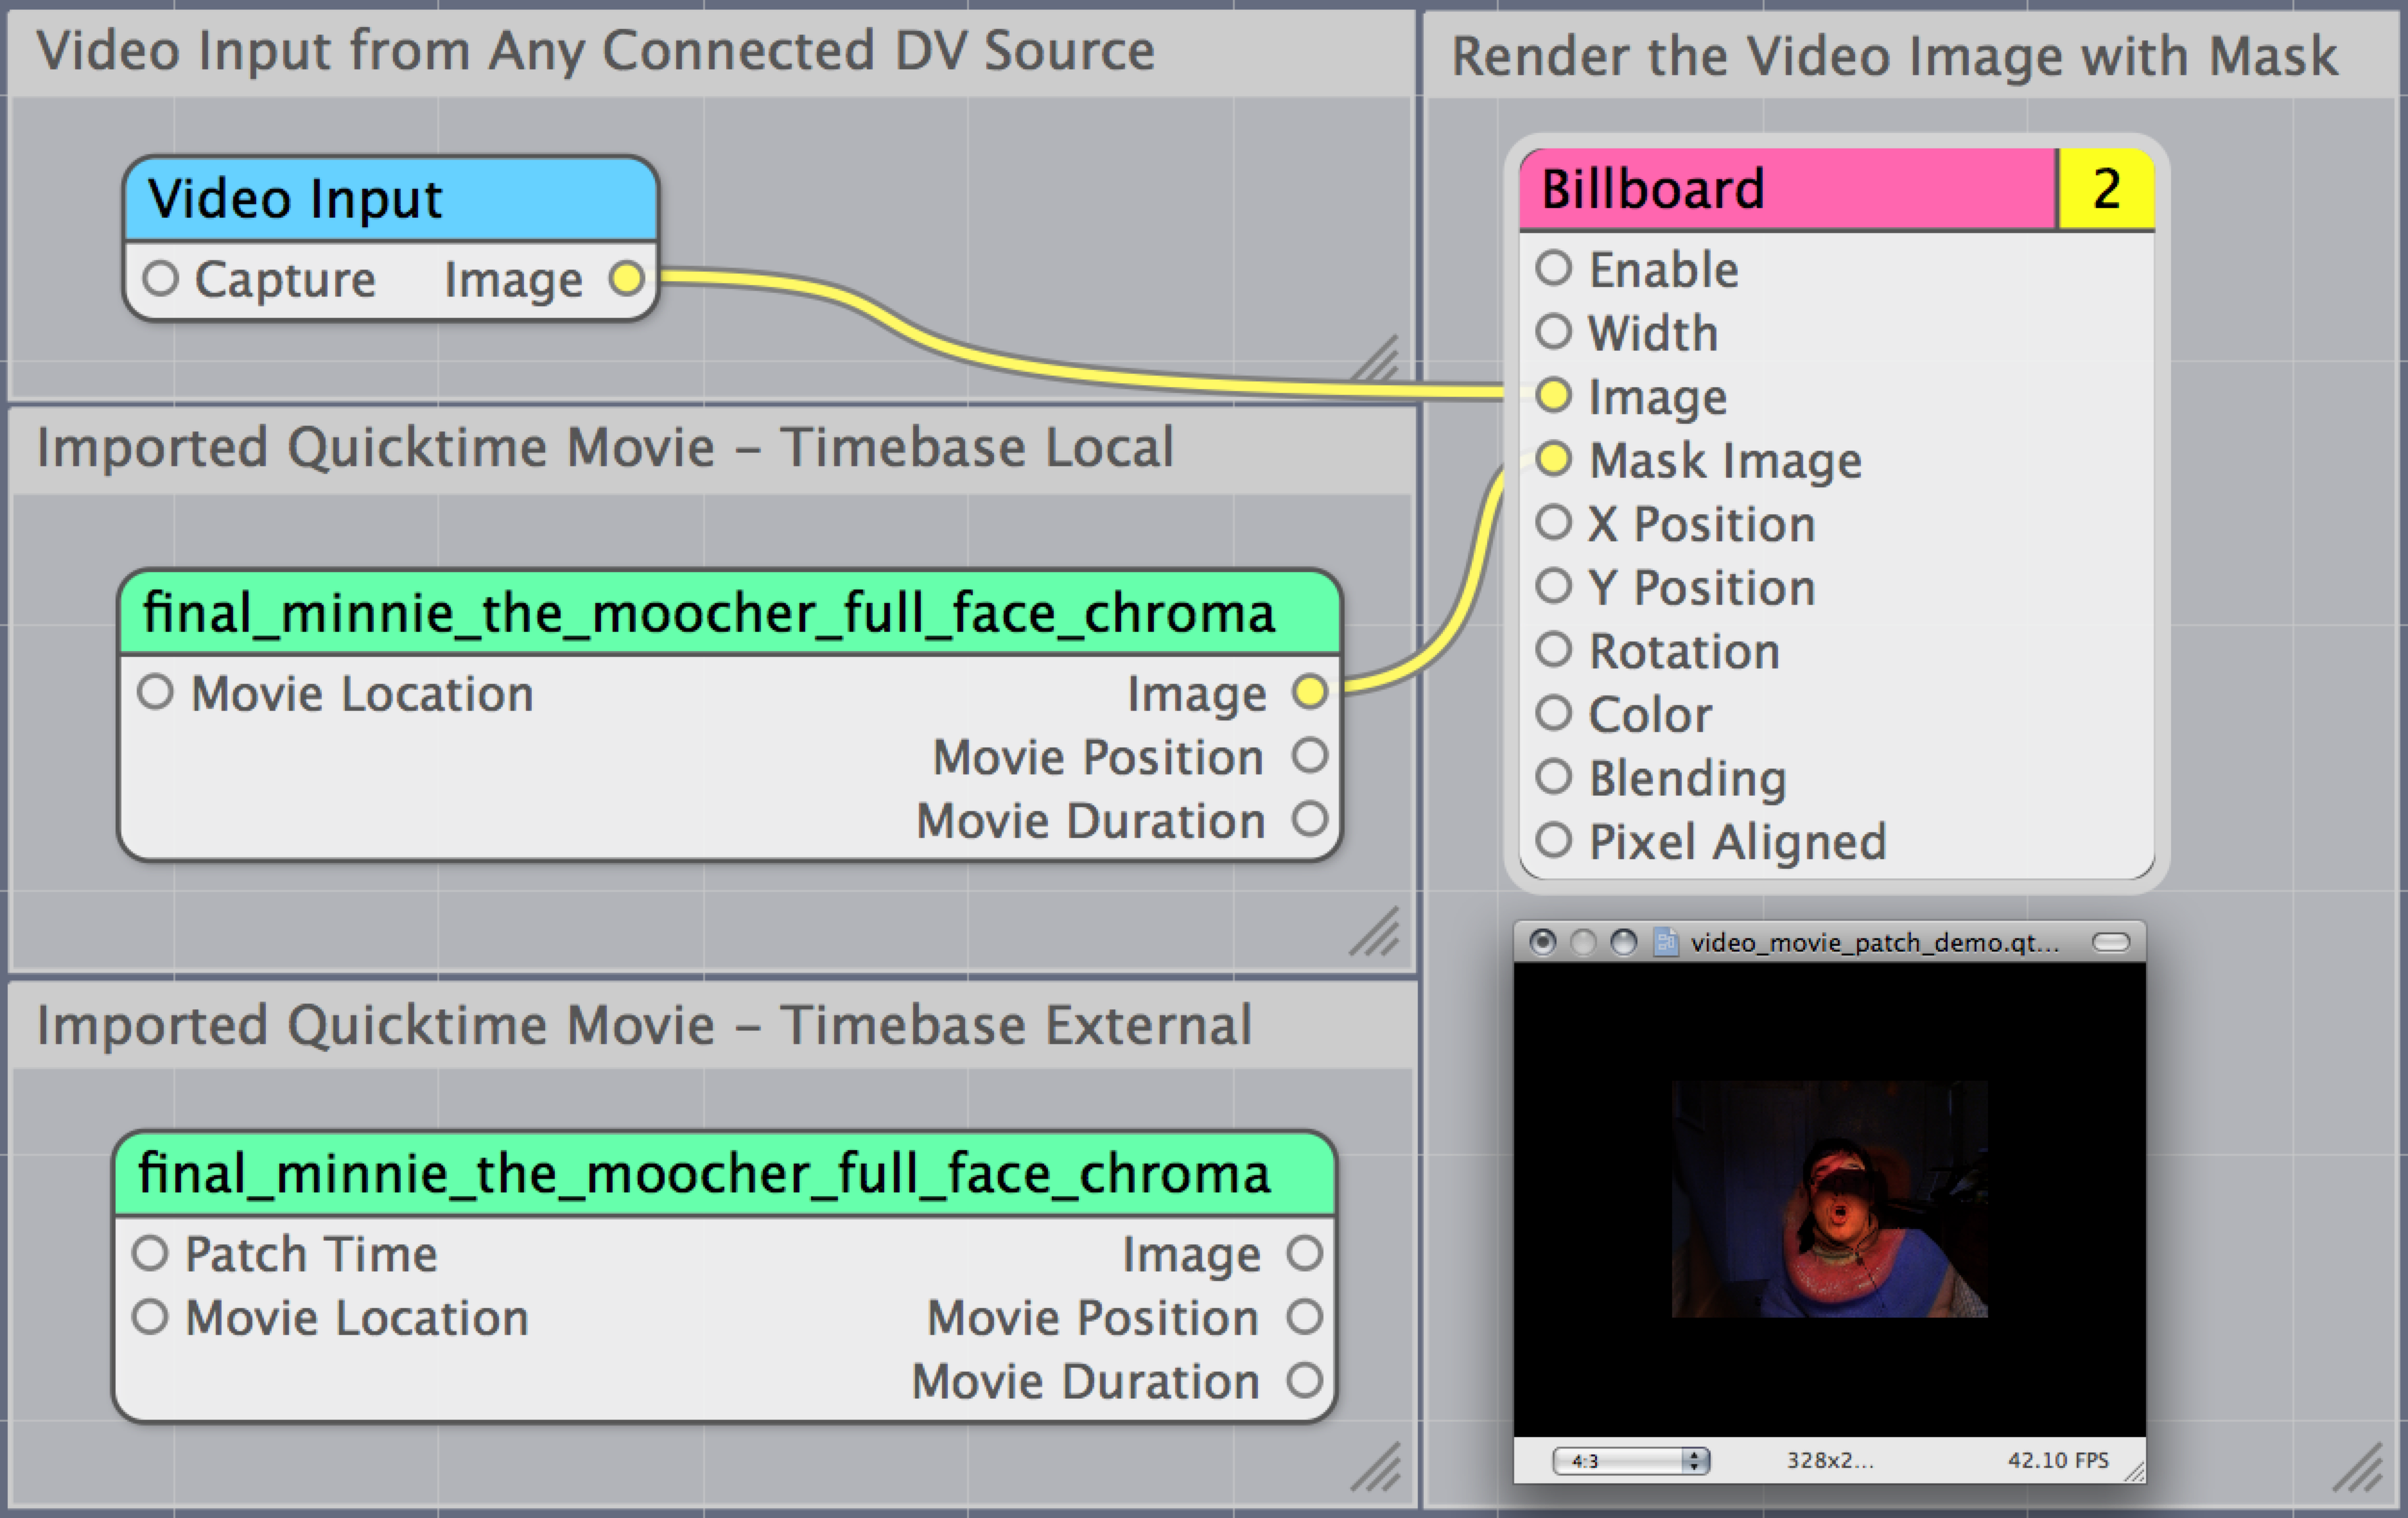 Video Input from Any Connected DV Source
Video Input
Capture Image
Imported Quicktime Movie – Timebase Local
final_minnie_the_moocher_full_face_chroma
Movie Location Image
Movie Position
Movie Duration
Imported Quicktime Movie – Timebase External
final_minnie_the_moocher_full_face_chroma
Patch Time Image
Movie Location Movie Position
Movie Duration
Render the Video Image with Mask
Billboard 2
Enable
Width
Image
Mask Image
X Position
Y Position
Rotation
Color
Blending
Pixel Aligned
video_movie_patch_demo.qt...
4:3 328x2... 42.10 FPS